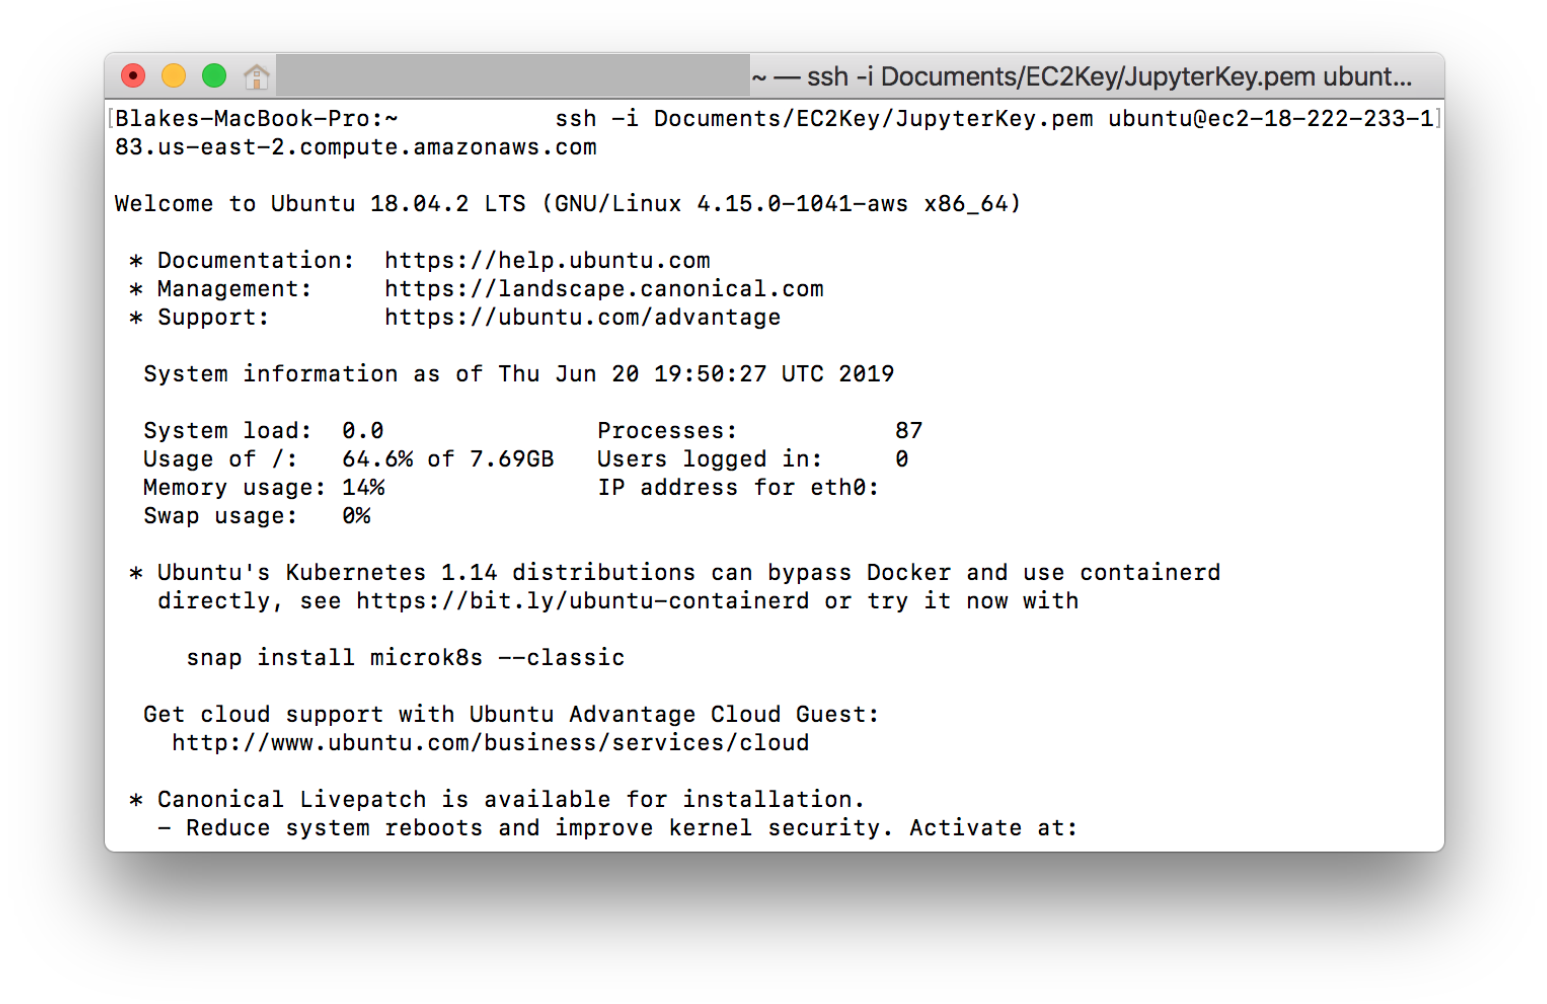 ~ — ssh -i Documents/EC2Key/JupyterKey.pem ubunt...
[Blakes-MacBook-Pro:~ ssh -i Documents/EC2Key/JupyterKey.pem ubuntu@ec2-18-222-233-1]
83.us-east-2.compute.amazonaws.com
Welcome to Ubuntu 18.04.2 LTS (GNU/Linux 4.15.0-1041-aws x86_64)
* Documentation: https://help.ubuntu.com
* Management: https://landscape.canonical.com
* Support: https://ubuntu.com/advantage
System information as of Thu Jun 20 19:50:27 UTC 2019
System load: 0.0 Processes: 87
Usage of /: 64.6% of 7.69GB Users logged in: 0
Memory usage: 14% IP address for eth0:
Swap usage: 0%
* Ubuntu's Kubernetes 1.14 distributions can bypass Docker and use containerd
directly, see https://bit.ly/ubuntu-containerd or try it now with
snap install microk8s --classic
Get cloud support with Ubuntu Advantage Cloud Guest:
http://www.ubuntu.com/business/services/cloud
* Canonical Livepatch is available for installation.
- Reduce system reboots and improve kernel security. Activate at: